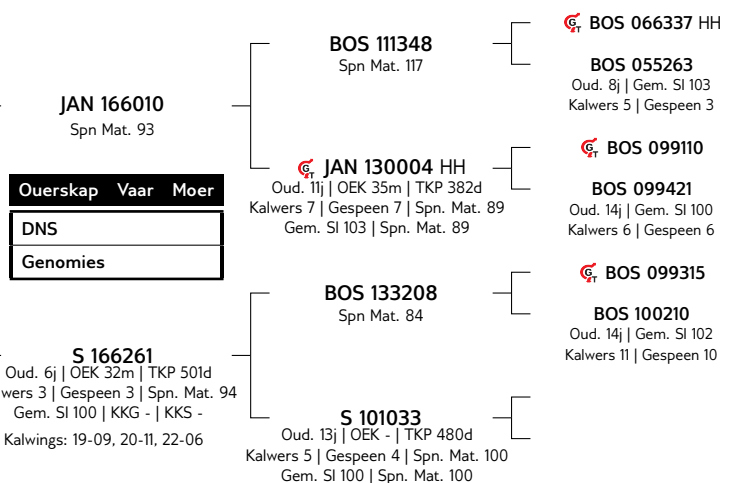 BOS 066337 HH
BOS 111348
Spn Mat. 117
BOS 055263
Oud. 8j | Gem. SI 103
Kalwers 5 | Gespeen 3
JAN 166010
Spn Mat. 93
BOS 099110
JAN 130004 HH
Oud. 11j | OEK 35m | TKP 382d
Kalwers 7 | Gespeen 7 | Spn. Mat. 89
Gem. SI 103 | Spn. Mat. 89
BOS 099421
Oud. 14j | Gem. SI 100
Kalwers 6 | Gespeen 6
Ouerskap Vaar Moer
DNS
Genomies
BOS 099315
BOS 133208
Spn Mat. 84
BOS 100210
Oud. 14j | Gem. SI 102
Kalwers 11 | Gespeen 10
S 166261
Oud. 6j | OEK 32m | TKP 501d
wers 3 | Gespeen 3 | Spn. Mat. 94
Gem. SI 100 | KKG - | KKS -
Kalwings: 19-09, 20-11, 22-06
S 101033
Oud. 13j | OEK - | TKP 480d
Kalwers 5 | Gespeen 4 | Spn. Mat. 100
Gem. SI 100 | Spn. Mat. 100